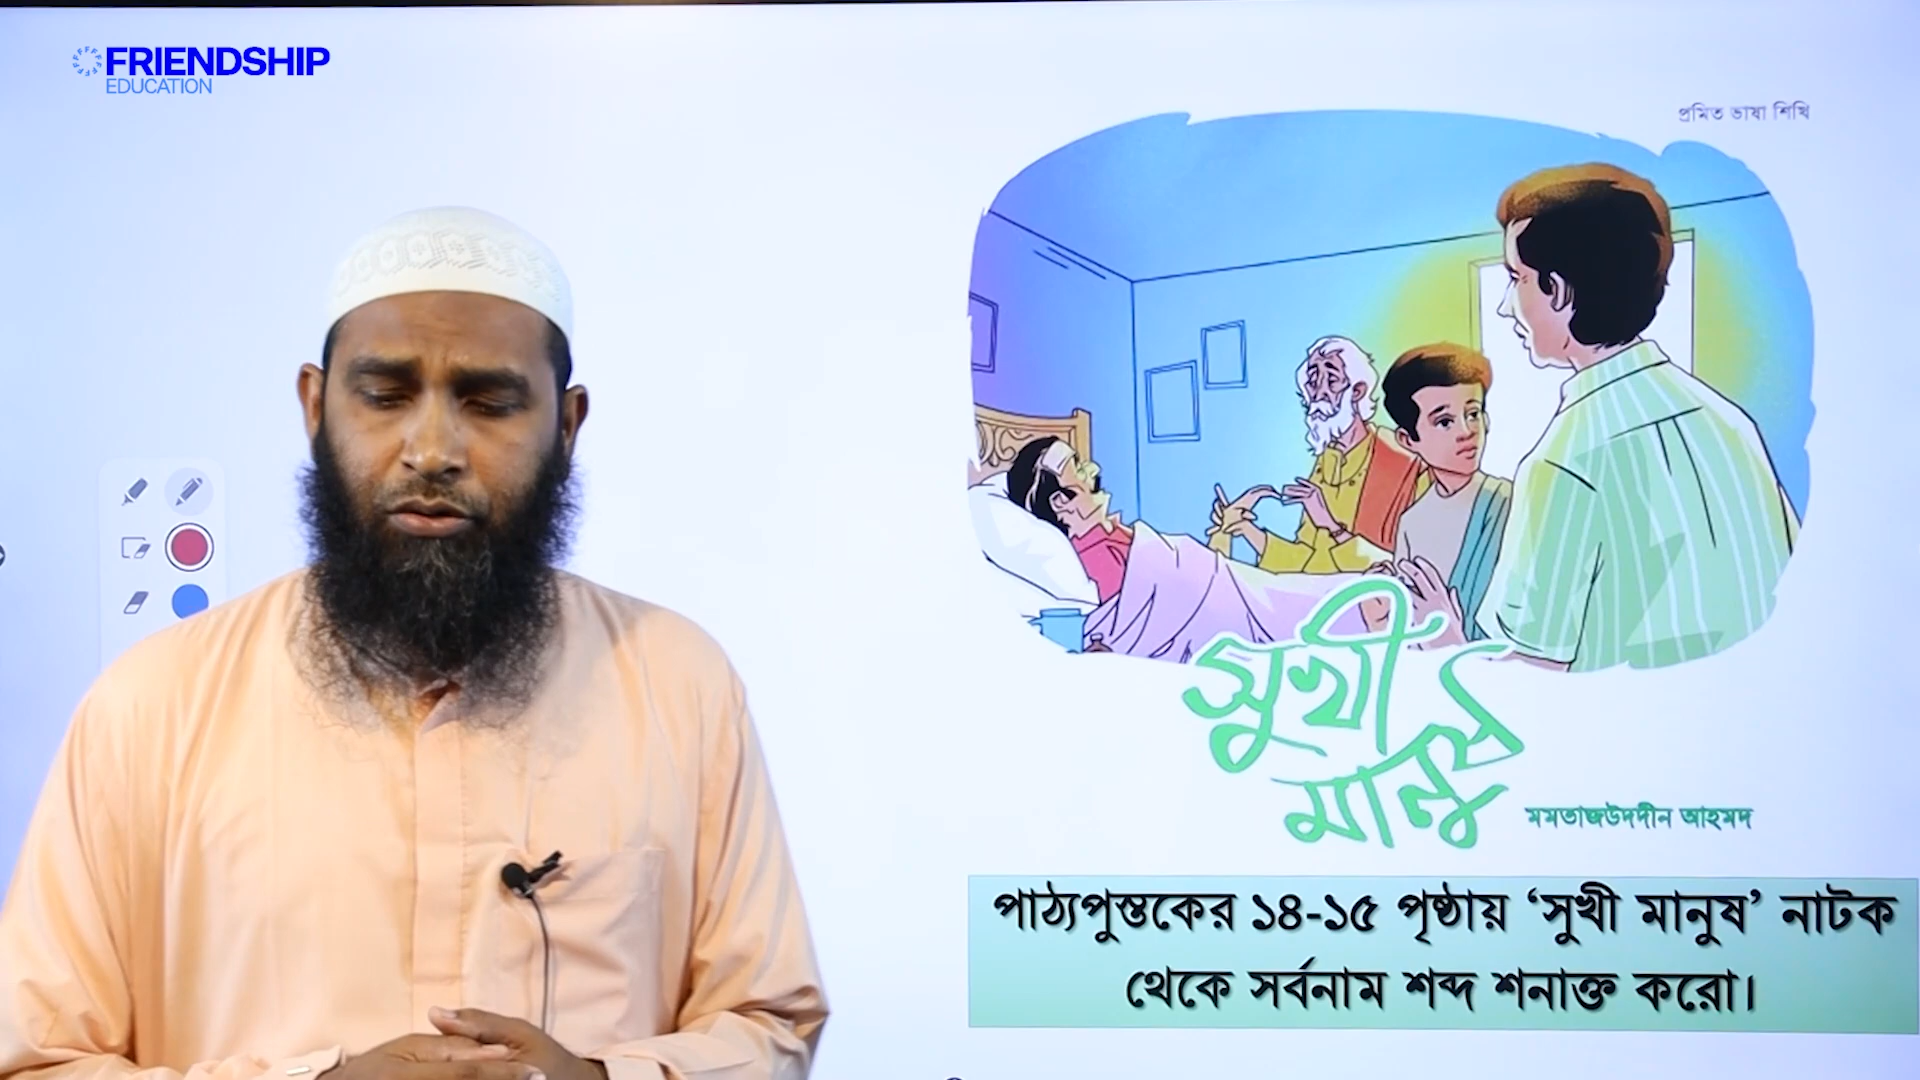 FRIENDSHIP
EDUCATION
প্রমিত ভাষা শিখি
সুখী
মানুষ
মমতাজউদদীন আহমদ
পাঠ্যপুস্তকের ১৪-১৫ পৃষ্ঠায় ‘সুখী মানুষ’ নাটক
থেকে সর্বনাম শব্দ শনাক্ত করো।